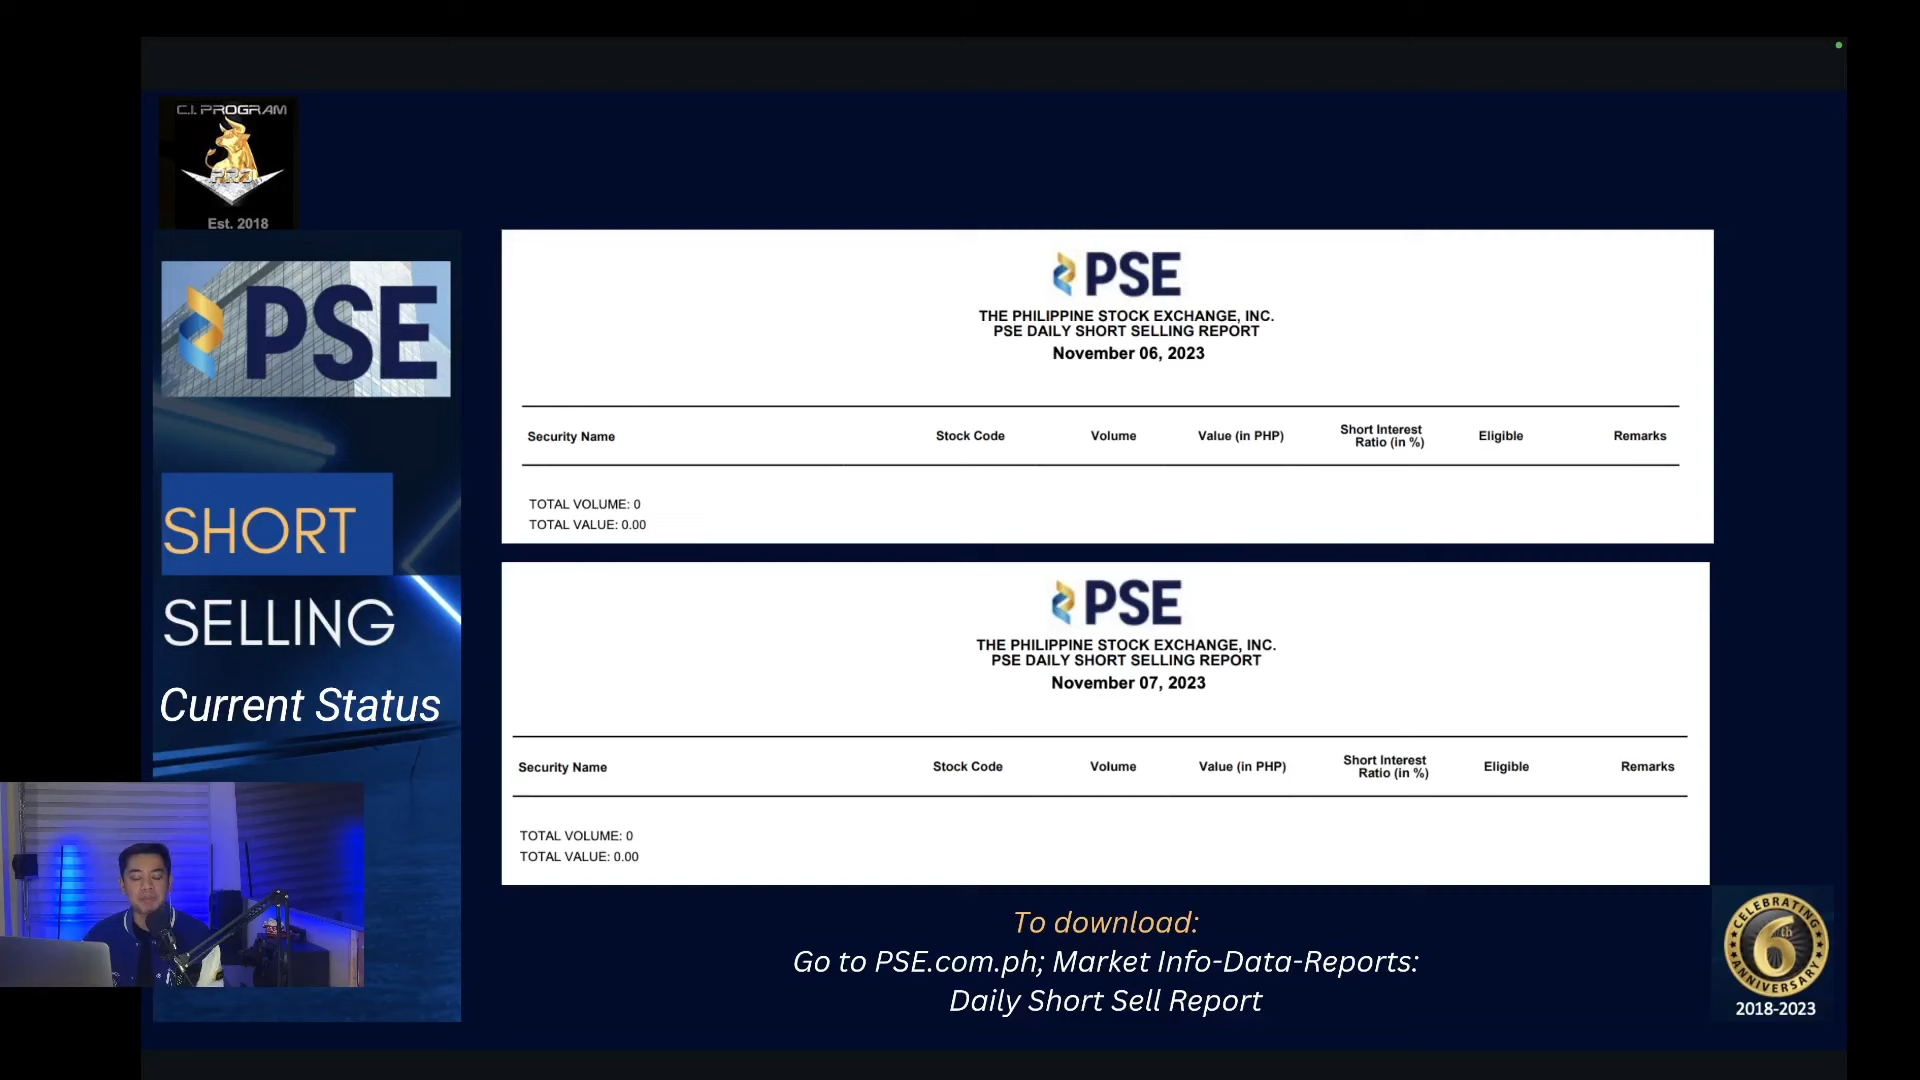 C.I. PROGRAM
PRO
Est. 2018
PSE
SHORT
SELLING
Current Status
PSE
THE PHILIPPINE STOCK EXCHANGE, INC.
PSE DAILY SHORT SELLING REPORT
November 06, 2023
Security Name Stock Code Volume Value (in PHP) Short Interest Ratio (in %) Eligible Remarks
TOTAL VOLUME: 0
TOTAL VALUE: 0.00
PSE
THE PHILIPPINE STOCK EXCHANGE, INC.
PSE DAILY SHORT SELLING REPORT
November 07, 2023
Security Name Stock Code Volume Value (in PHP) Short Interest Ratio (in %) Eligible Remarks
TOTAL VOLUME: 0
TOTAL VALUE: 0.00
To download:
Go to PSE.com.ph; Market Info-Data-Reports:
Daily Short Sell Report
CELEBRATING
6th
ANNIVERSARY
2018-2023